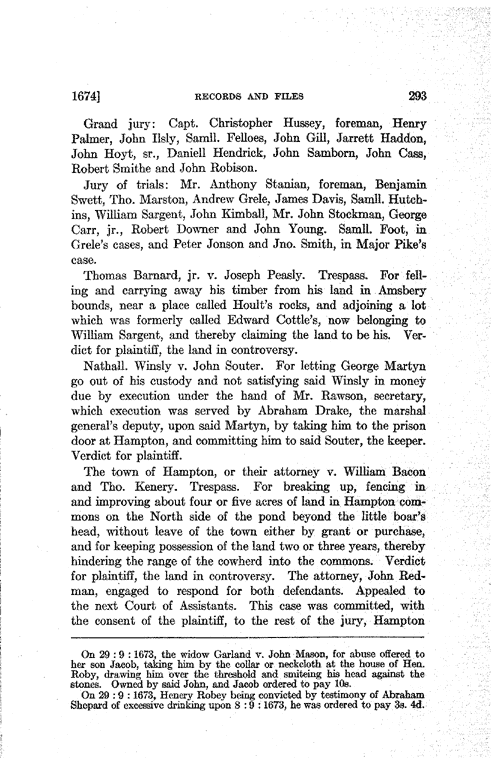 1674] RECORDS AND FILES 293
Grand jury: Capt. Christopher Hussey, foreman, Henry
Palmer, John Ilsly, Samll. Felloes, John Gill, Jarrett Haddon,
John Hoyt, sr., Daniell Hendrick, John Samborn, John Cass,
Robert Smithe and John Robison.
Jury of trials: Mr. Anthony Stanian, foreman, Benjamin
Swett, Tho. Marston, Andrew Grele, James Davis, Samll. Hutch-
ins, William Sargent, John Kimball, Mr. John Stockman, George
Carr, jr., Robert Downer and John Young. Samll. Foot, in
Grele's cases, and Peter Jonson and Jno. Smith, in Major Pike's
case.
Thomas Barnard, jr. v. Joseph Peasly. Trespass. For fell-
ing and carrying away his timber from his land in Amsbery
bounds, near a place called Hoult's rocks, and adjoining a lot
which was formerly called Edward Cottle's, now belonging to
William Sargent, and thereby claiming the land to be his. Ver-
dict for plaintiff, the land in controversy.
Nathall. Winsly v. John Souter. For letting George Martyn
go out of his custody and not satisfying said Winsly in money
due by execution under the hand of Mr. Rawson, secretary,
which execution was served by Abraham Drake, the marshal
general's deputy, upon said Martyn, by taking him to the prison
door at Hampton, and committing him to said Souter, the keeper.
Verdict for plaintiff.
The town of Hampton, or their attorney v. William Bacon
and Tho. Kenery. Trespass. For breaking up, fencing in
and improving about four or five acres of land in Hampton com-
mons on the North side of the pond beyond the little boar's
head, without leave of the town either by grant or purchase,
and for keeping possession of the land two or three years, thereby
hindering the range of the cowherd into the commons. Verdict
for plaintiff, the land in controversy. The attorney, John Red-
man, engaged to respond for both defendants. Appealed to
the next Court of Assistants. This case was committed, with
the consent of the plaintiff, to the rest of the jury, Hampton
On 29 : 9 : 1673, the widow Garland v. John Mason, for abuse offered to
her son Jacob, taking him by the collar or neckcloth at the house of Hen.
Roby, drawing him over the threshold and smiteing his head against the
stones. Owned by said John, and Jacob ordered to pay 10s.
On 29 : 9 : 1673, Henery Robey being convicted by testimony of Abraham
Shepard of excessive drinking upon 8 : 9 : 1673, he was ordered to pay 3s. 4d.